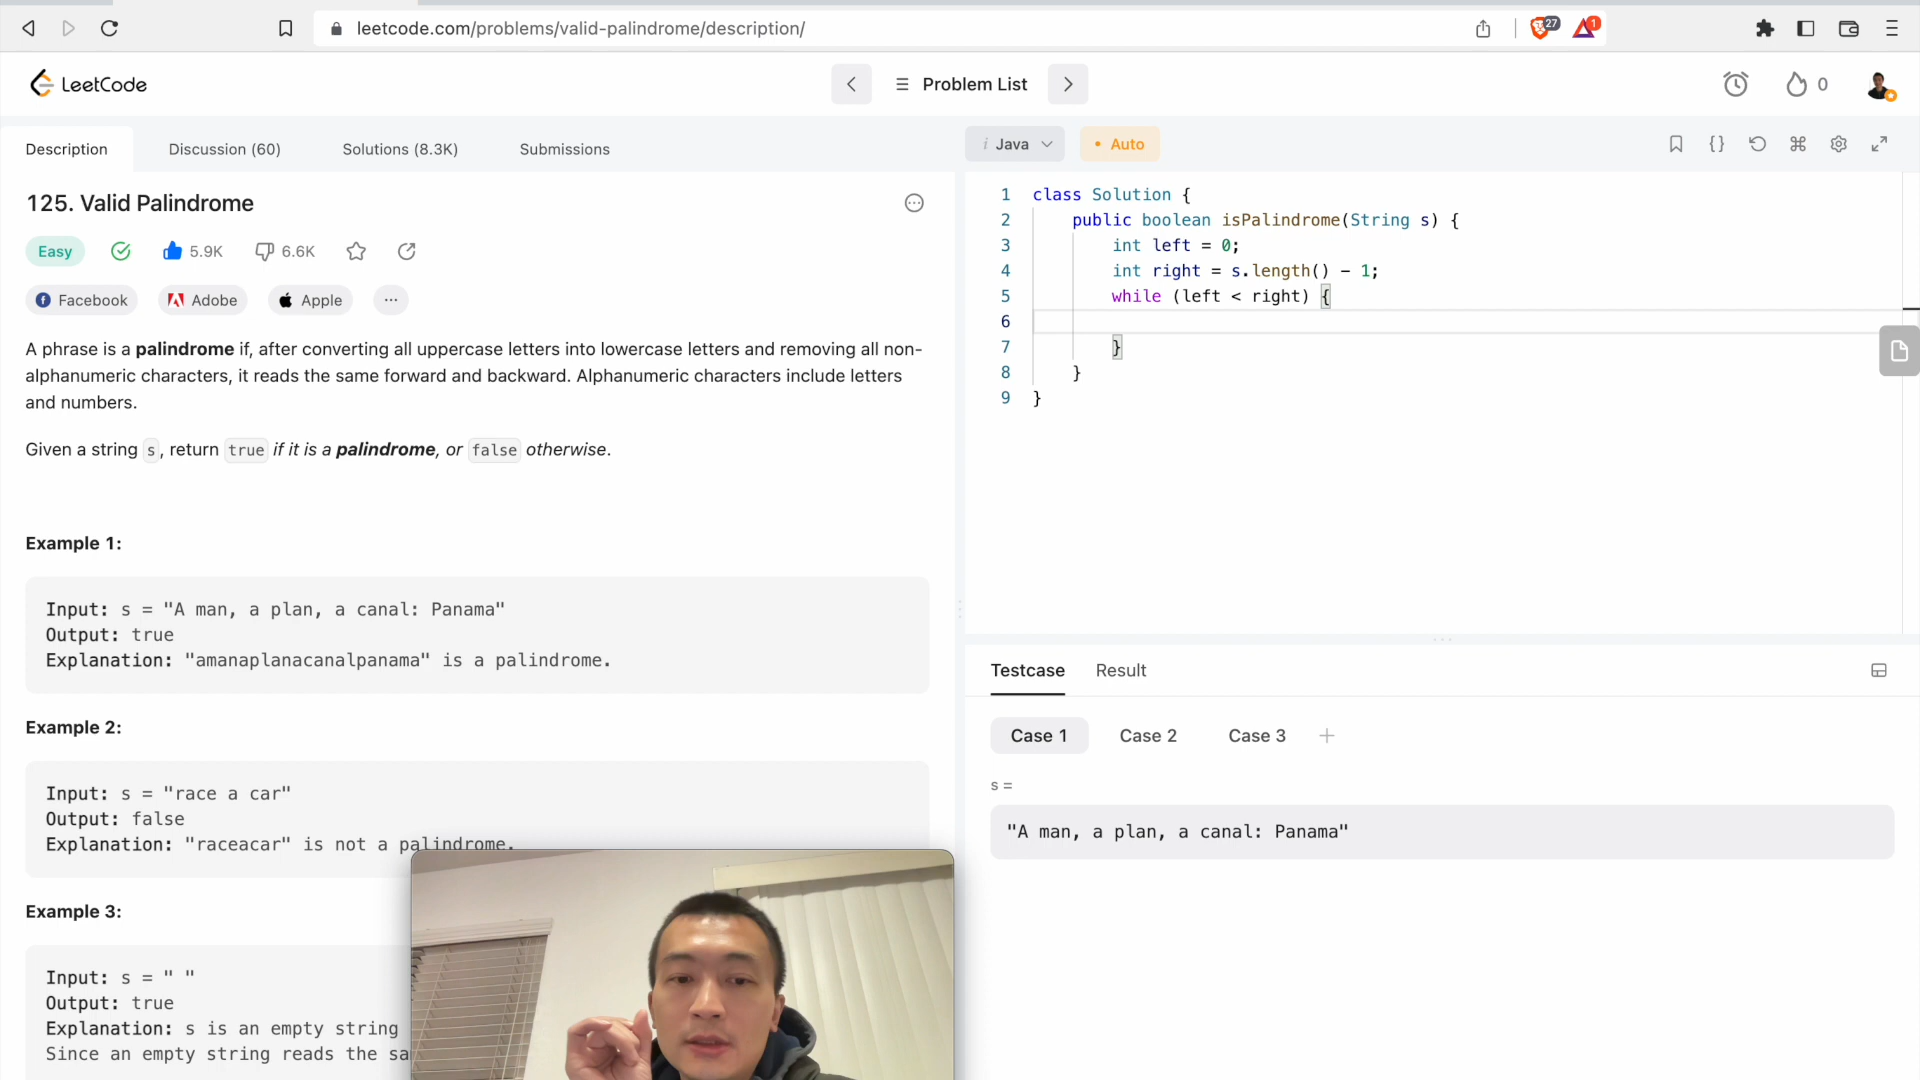 leetcode.com/problems/valid-palindrome/description/
27
1
LeetCode
Problem List
0
Description
Discussion (60)
Solutions (8.3K)
Submissions
125. Valid Palindrome
Easy
5.9K
6.6K
Facebook
Adobe
Apple
...
A phrase is a palindrome if, after converting all uppercase letters into lowercase letters and removing all non-
alphanumeric characters, it reads the same forward and backward. Alphanumeric characters include letters
and numbers.
Given a string s, return true if it is a palindrome, or false otherwise.
Example 1:
Input: s = "A man, a plan, a canal: Panama"
Output: true
Explanation: "amanaplanacanalpanama" is a palindrome.
Example 2:
Input: s = "race a car"
Output: false
Explanation: "raceacar" is not a palindrome.
Example 3:
Input: s = " "
Output: true
Explanation: s is an empty string
Since an empty string reads the sa
i Java
• Auto
1 class Solution {
2 public boolean isPalindrome(String s) {
3 int left = 0;
4 int right = s.length() - 1;
5 while (left < right) {
6
7 }
8 }
9 }
Testcase
Result
Case 1
Case 2
Case 3
+
s =
"A man, a plan, a canal: Panama"